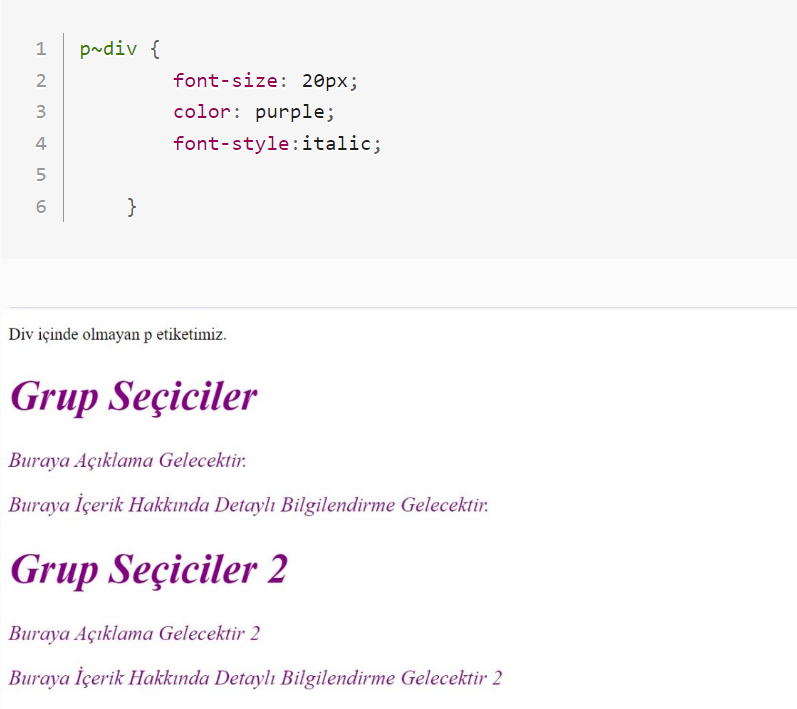 1 p~div {
2 font-size: 20px;
3 color: purple;
4 font-style:italic;
5
6 }
Div içinde olmayan p etiketimiz.
Grup Seçiciler
Buraya Açıklama Gelecektir.
Buraya İçerik Hakkında Detaylı Bilgilendirme Gelecektir.
Grup Seçiciler 2
Buraya Açıklama Gelecektir 2
Buraya İçerik Hakkında Detaylı Bilgilendirme Gelecektir 2